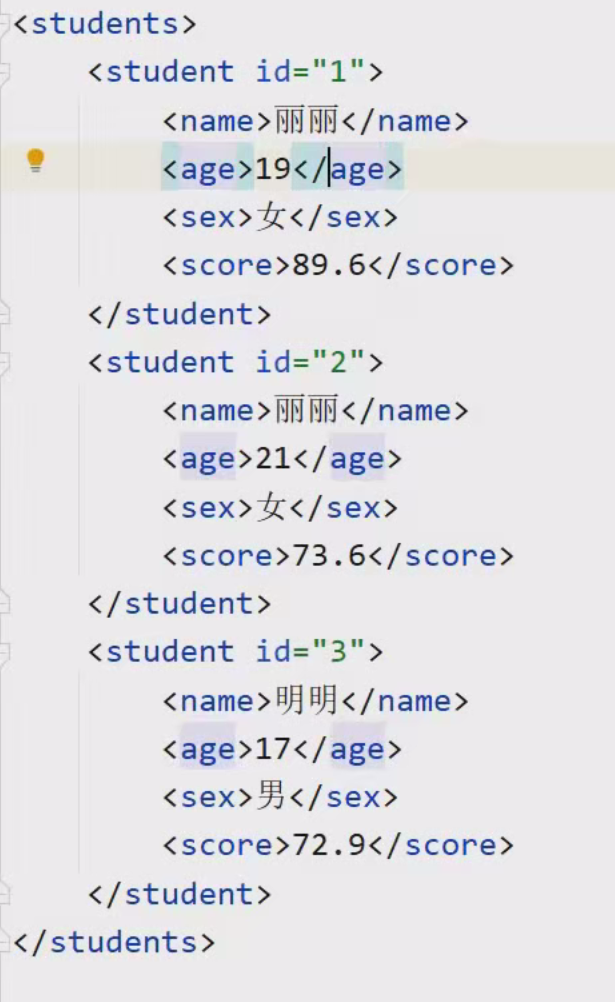 <students>
    <student id="1">
        <name>丽丽</name>
        <age>19</age>
        <sex>女</sex>
        <score>89.6</score>
    </student>
    <student id="2">
        <name>丽丽</name>
        <age>21</age>
        <sex>女</sex>
        <score>73.6</score>
    </student>
    <student id="3">
        <name>明明</name>
        <age>17</age>
        <sex>男</sex>
        <score>72.9</score>
    </student>
</students>